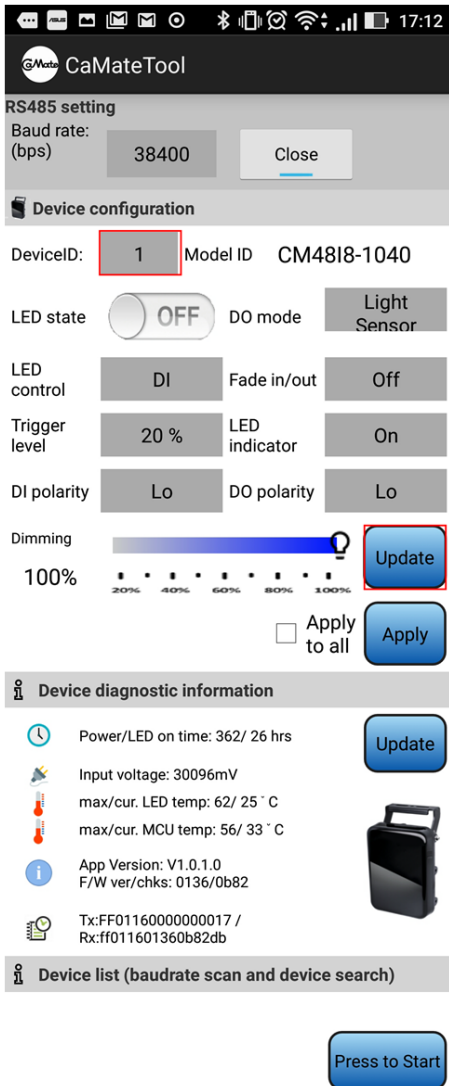 ASUS
17:12
CaMate CaMateTool
RS485 setting
Baud rate:
(bps)
38400
Close
Device configuration
DeviceID:
1
Model ID
CM48I8-1040
LED state
OFF
DO mode
Light
Sensor
LED
control
DI
Fade in/out
Off
Trigger
level
20 %
LED
indicator
On
DI polarity
Lo
DO polarity
Lo
Dimming
100%
20% 40% 60% 80% 100%
Update
Apply
to all
Apply
Device diagnostic information
Power/LED on time: 362/ 26 hrs
Update
Input voltage: 30096mV
max/cur. LED temp: 62/ 25 ˚ C
max/cur. MCU temp: 56/ 33 ˚ C
App Version: V1.0.1.0
F/W ver/chks: 0136/0b82
Tx:FF01160000000017 /
Rx:ff011601360b82db
Device list (baudrate scan and device search)
Press to Start